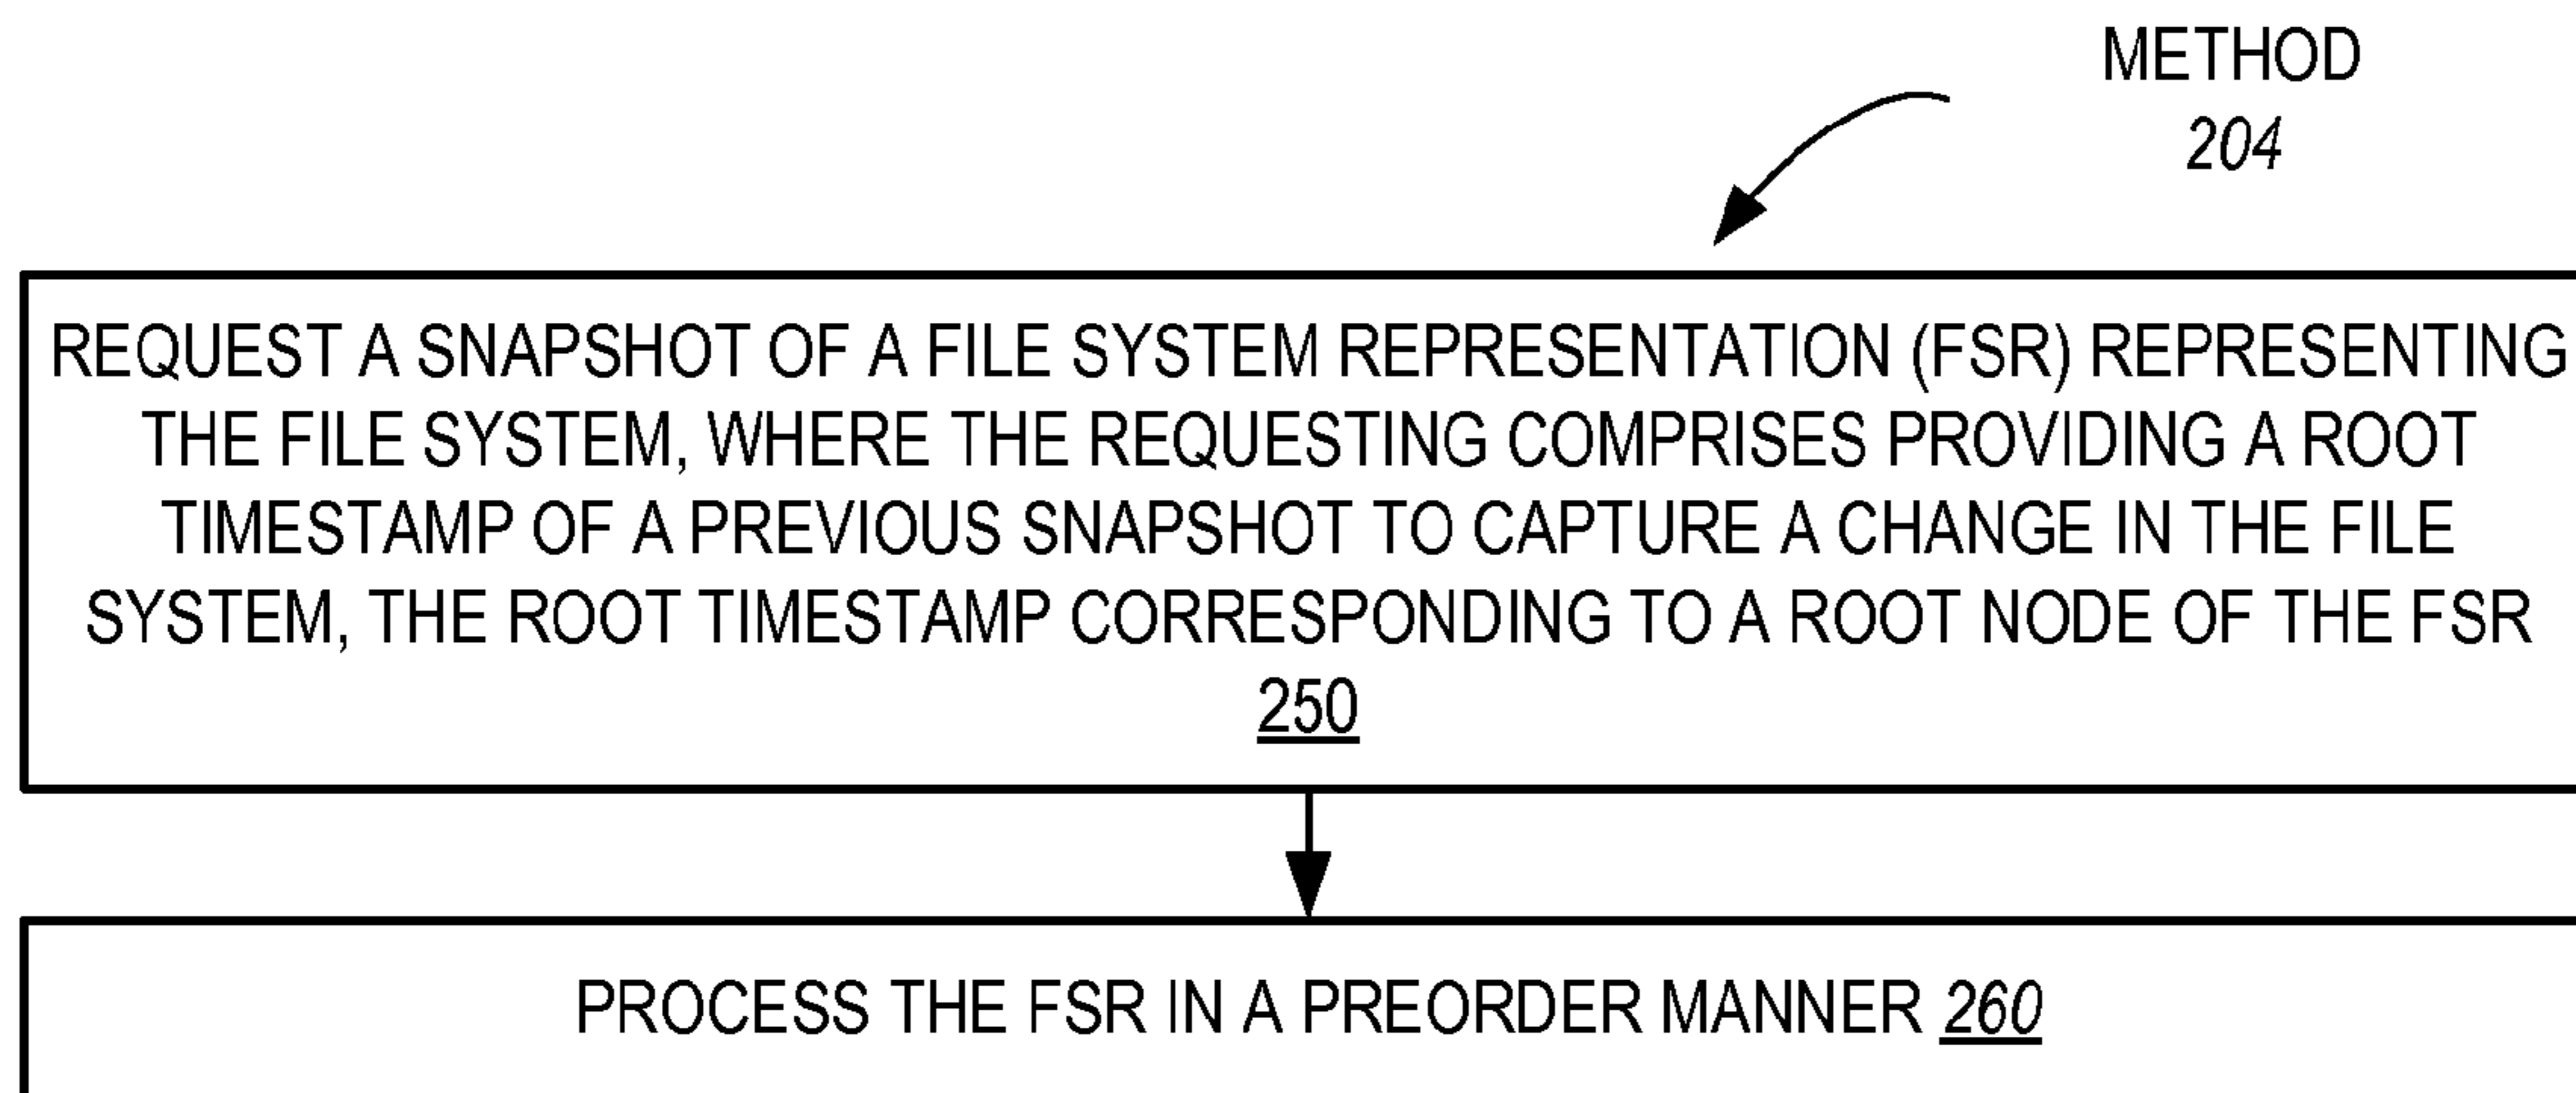 METHOD
204
REQUEST A SNAPSHOT OF A FILE SYSTEM REPRESENTATION (FSR) REPRESENTING
THE FILE SYSTEM, WHERE THE REQUESTING COMPRISES PROVIDING A ROOT
TIMESTAMP OF A PREVIOUS SNAPSHOT TO CAPTURE A CHANGE IN THE FILE
SYSTEM, THE ROOT TIMESTAMP CORRESPONDING TO A ROOT NODE OF THE FSR
250
PROCESS THE FSR IN A PREORDER MANNER 260